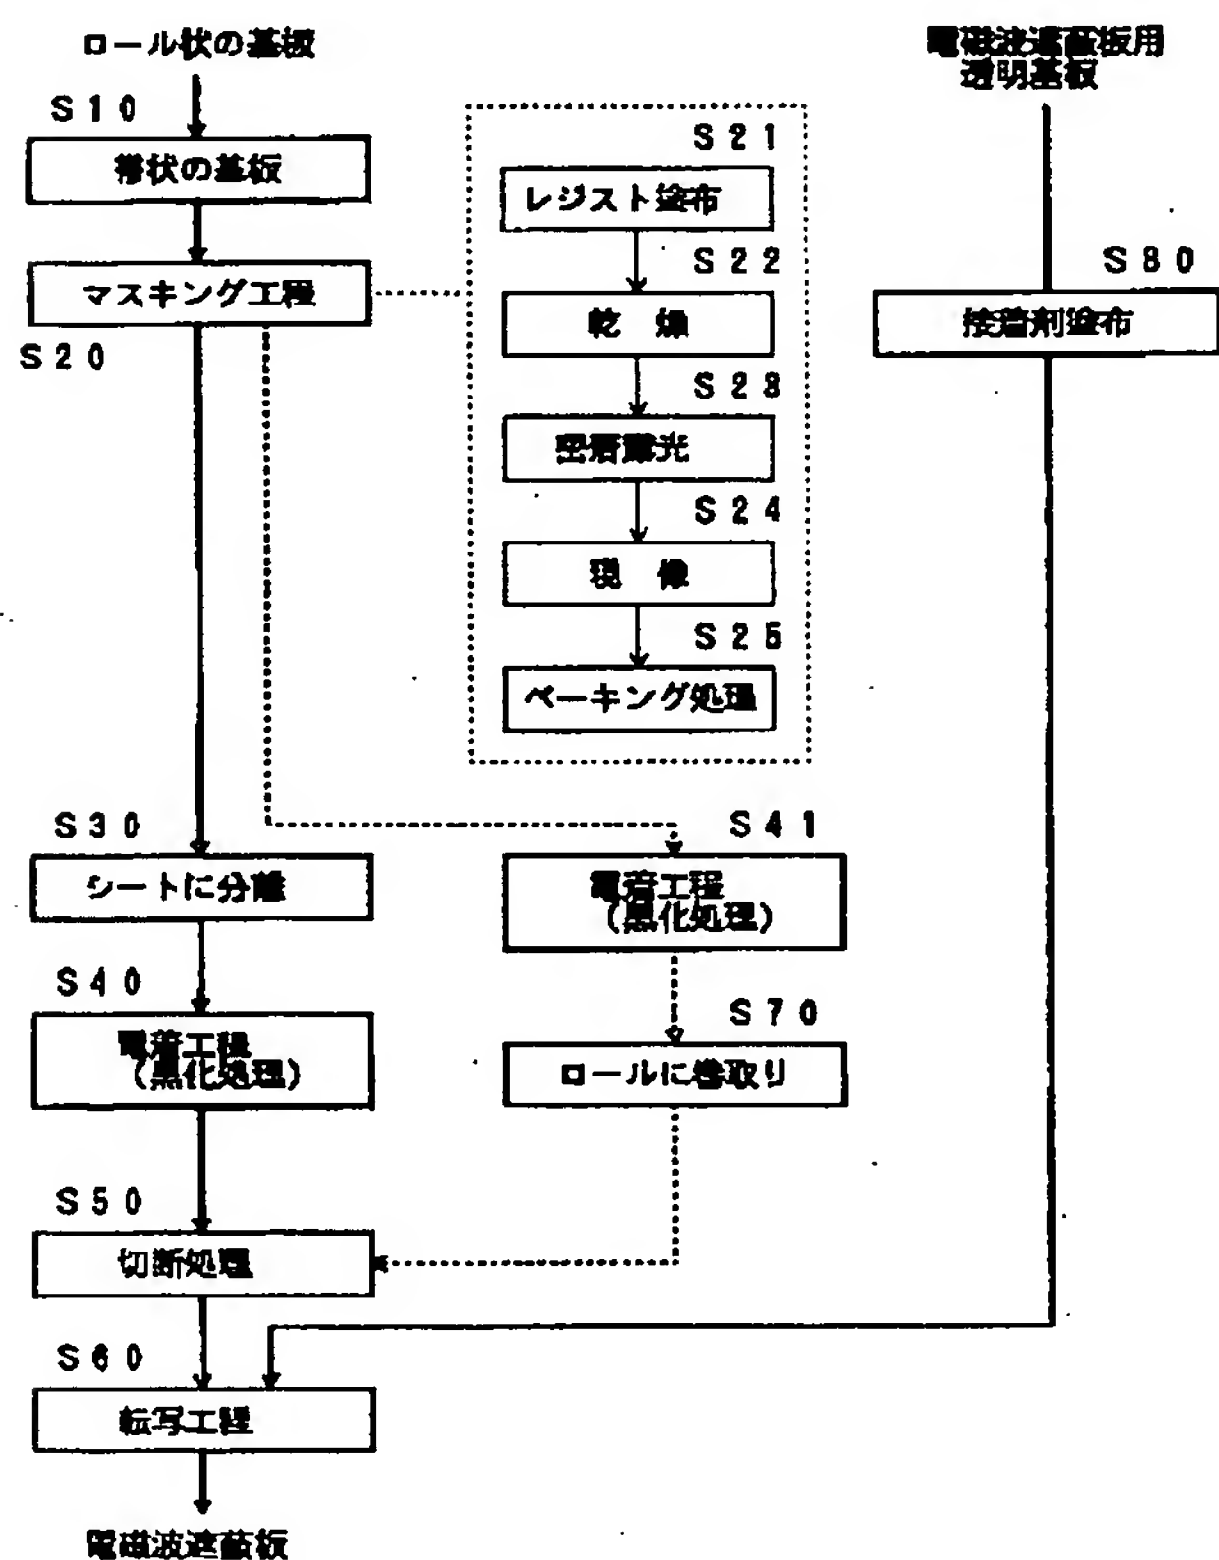 ロール状の基板
S10
帯状の基板
マスキング工程
S20
S21
レジスト塗布
S22
乾 燥
S23
密着露光
S24
現 像
S25
ベーキング処理
電磁波遮蔽板用
透明基板
S80
接着剤塗布
S30
シートに分離
S40
電着工程
(黒化処理)
S41
電着工程
(黒化処理)
S70
ロールに巻取り
S50
切断処理
S60
転写工程
電磁波遮蔽板